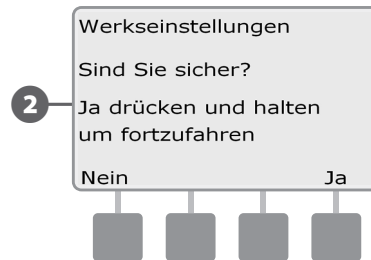 Werkseinstellungen
Sind Sie sicher?
2
Ja drücken und halten
um fortzufahren
Nein Ja